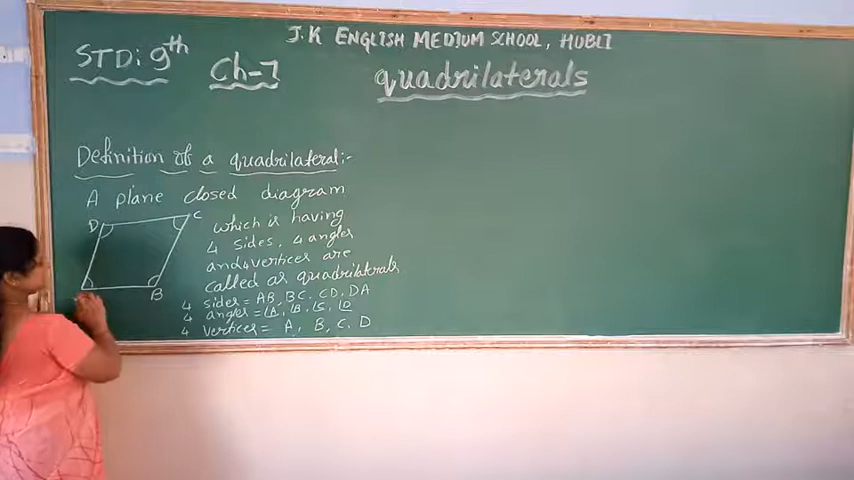 J.K ENGLISH MEDIUM SCHOOL, HUBLI
STD: 9th
Ch-7
quadrilaterals
Definition of a quadrilateral:-
A plane closed diagram
which is having
4 sides, 4 angles
and 4 vertices are
called as quadrilaterals,
D C
B
4 sides = AB, BC, CD, DA
4 angles = ∠A, ∠B, ∠C, ∠D
4 vertices = A, B, C, D